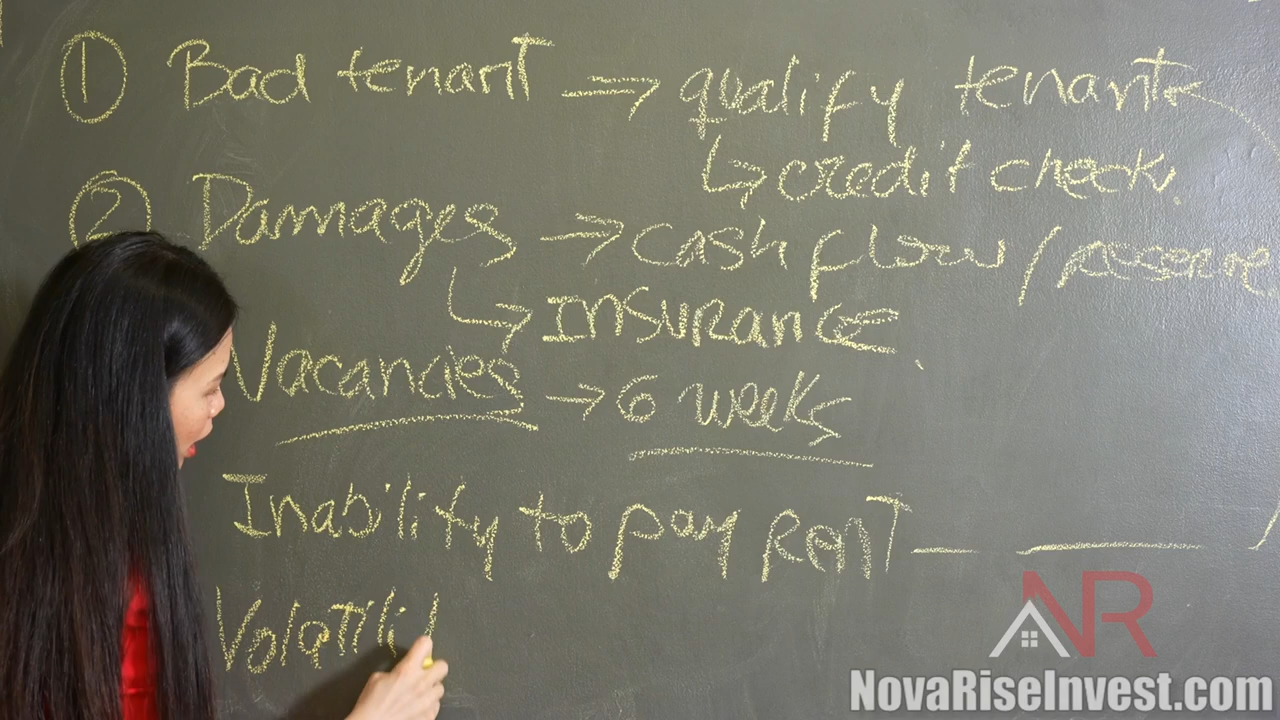 ① Bad tenant → qualify tenants
↳ credit check
② Damages → cash flow / reserve
↳ Insurance
Vacancies → 6 weeks
Inability to pay Rent —
Volatili
NR
NovaRiseInvest.com